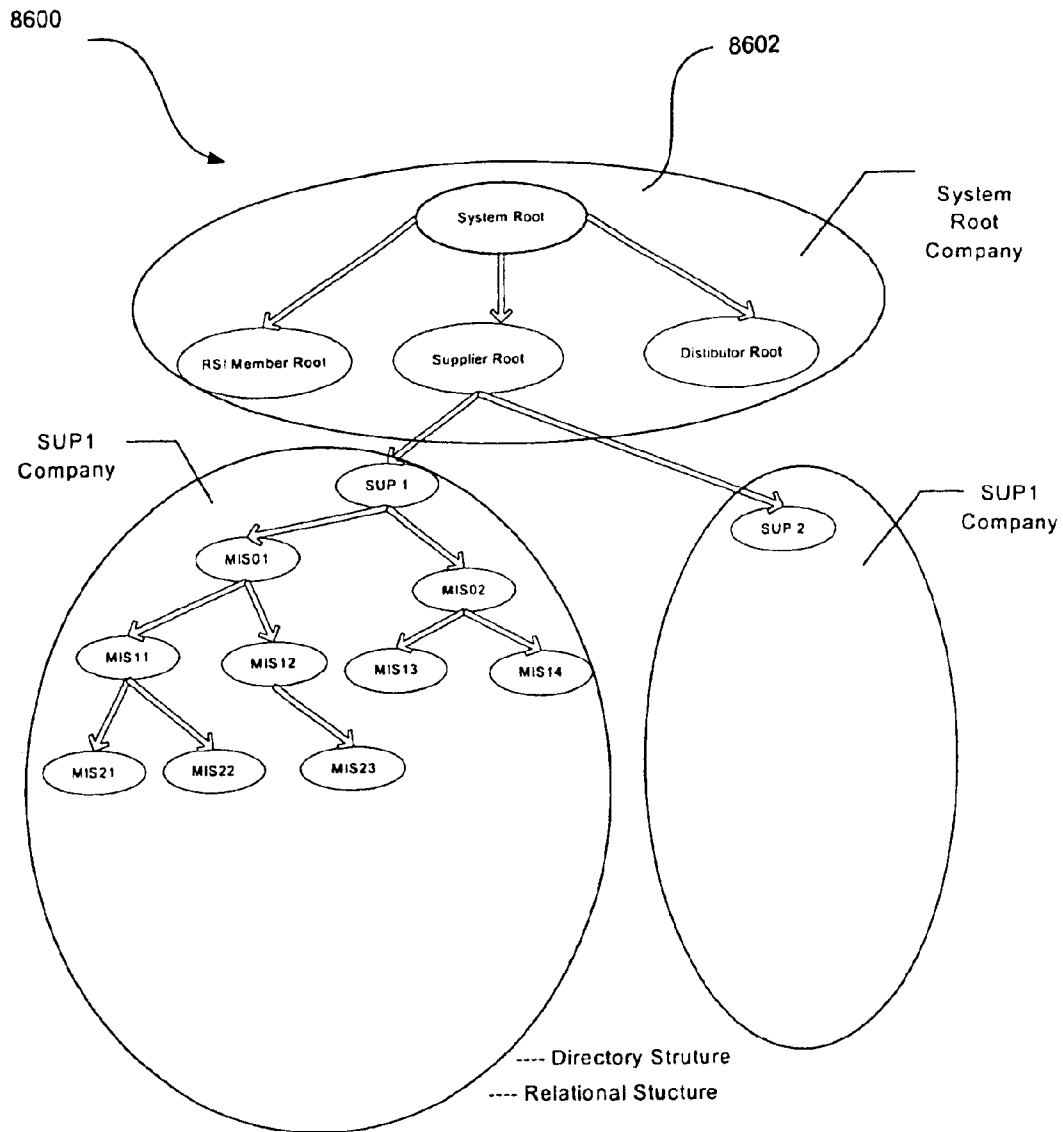 8600
8602
System Root
System
Root
Company
RSI Member Root
Supplier Root
Distibutor Root
SUP1
Company
SUP 1
SUP1
Company
SUP 2
MIS01
MIS02
MIS11
MIS12
MIS13
MIS14
MIS21
MIS22
MIS23
---- Directory Struture
---- Relational Stucture